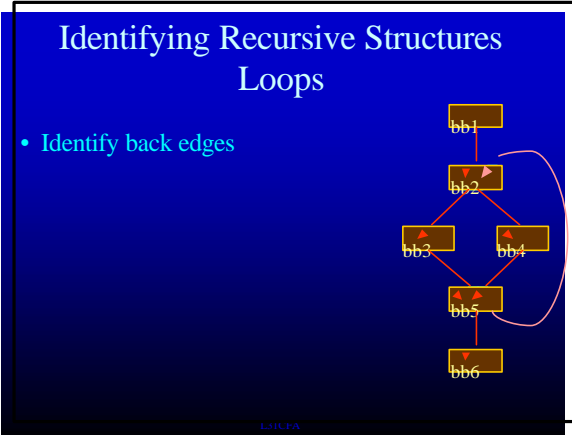 Identifying Recursive Structures
Loops
• Identify back edges
bb1
bb2
bb3 bb4
bb5
bb6